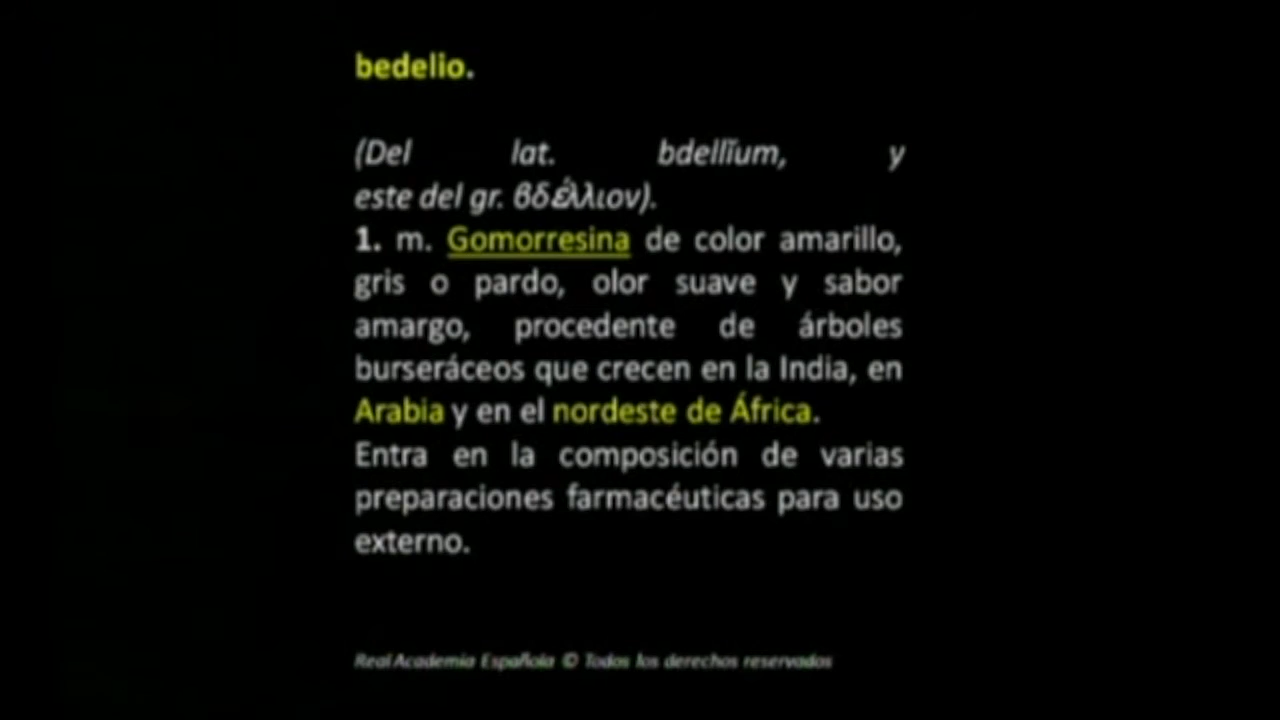 bedelio.
(Del lat. bdellĭum, y
este del gr. βδέλλιον).
1. m. Gomorresina de color amarillo,
gris o pardo, olor suave y sabor
amargo, procedente de árboles
burseráceos que crecen en la India, en
Arabia y en el nordeste de África.
Entra en la composición de varias
preparaciones farmacéuticas para uso
externo.
Real Academia Española © Todos los derechos reservados